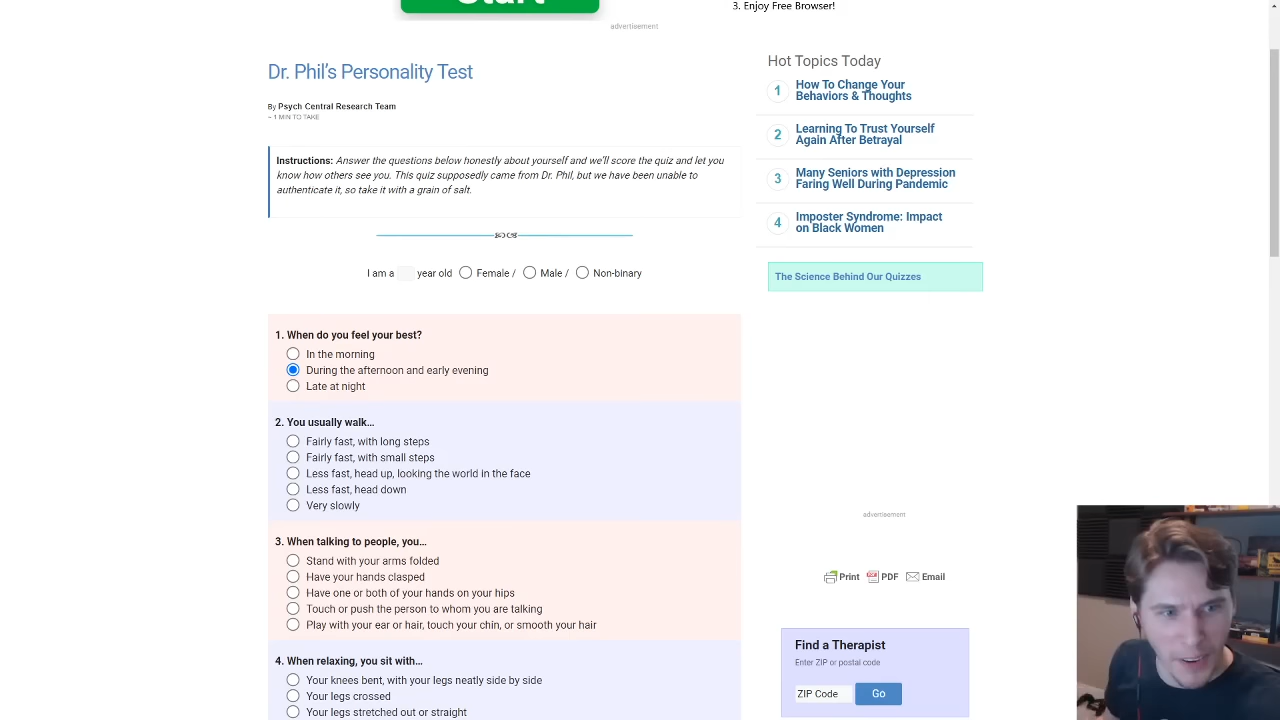 Start
3. Enjoy Free Browser!
advertisement
Dr. Phil's Personality Test
By Psych Central Research Team
~ 1 MIN TO TAKE
Instructions: Answer the questions below honestly about yourself and we'll score the quiz and let you
know how others see you. This quiz supposedly came from Dr. Phil, but we have been unable to
authenticate it, so take it with a grain of salt.
I am a year old Female / Male / Non-binary
1. When do you feel your best?
In the morning
During the afternoon and early evening
Late at night
2. You usually walk...
Fairly fast, with long steps
Fairly fast, with small steps
Less fast, head up, looking the world in the face
Less fast, head down
Very slowly
3. When talking to people, you...
Stand with your arms folded
Have your hands clasped
Have one or both of your hands on your hips
Touch or push the person to whom you are talking
Play with your ear or hair, touch your chin, or smooth your hair
4. When relaxing, you sit with...
Your knees bent, with your legs neatly side by side
Your legs crossed
Your legs stretched out or straight
Hot Topics Today
1 How To Change Your
Behaviors & Thoughts
2 Learning To Trust Yourself
Again After Betrayal
3 Many Seniors with Depression
Faring Well During Pandemic
4 Imposter Syndrome: Impact
on Black Women
The Science Behind Our Quizzes
advertisement
Print PDF Email
Find a Therapist
Enter ZIP or postal code
ZIP Code Go